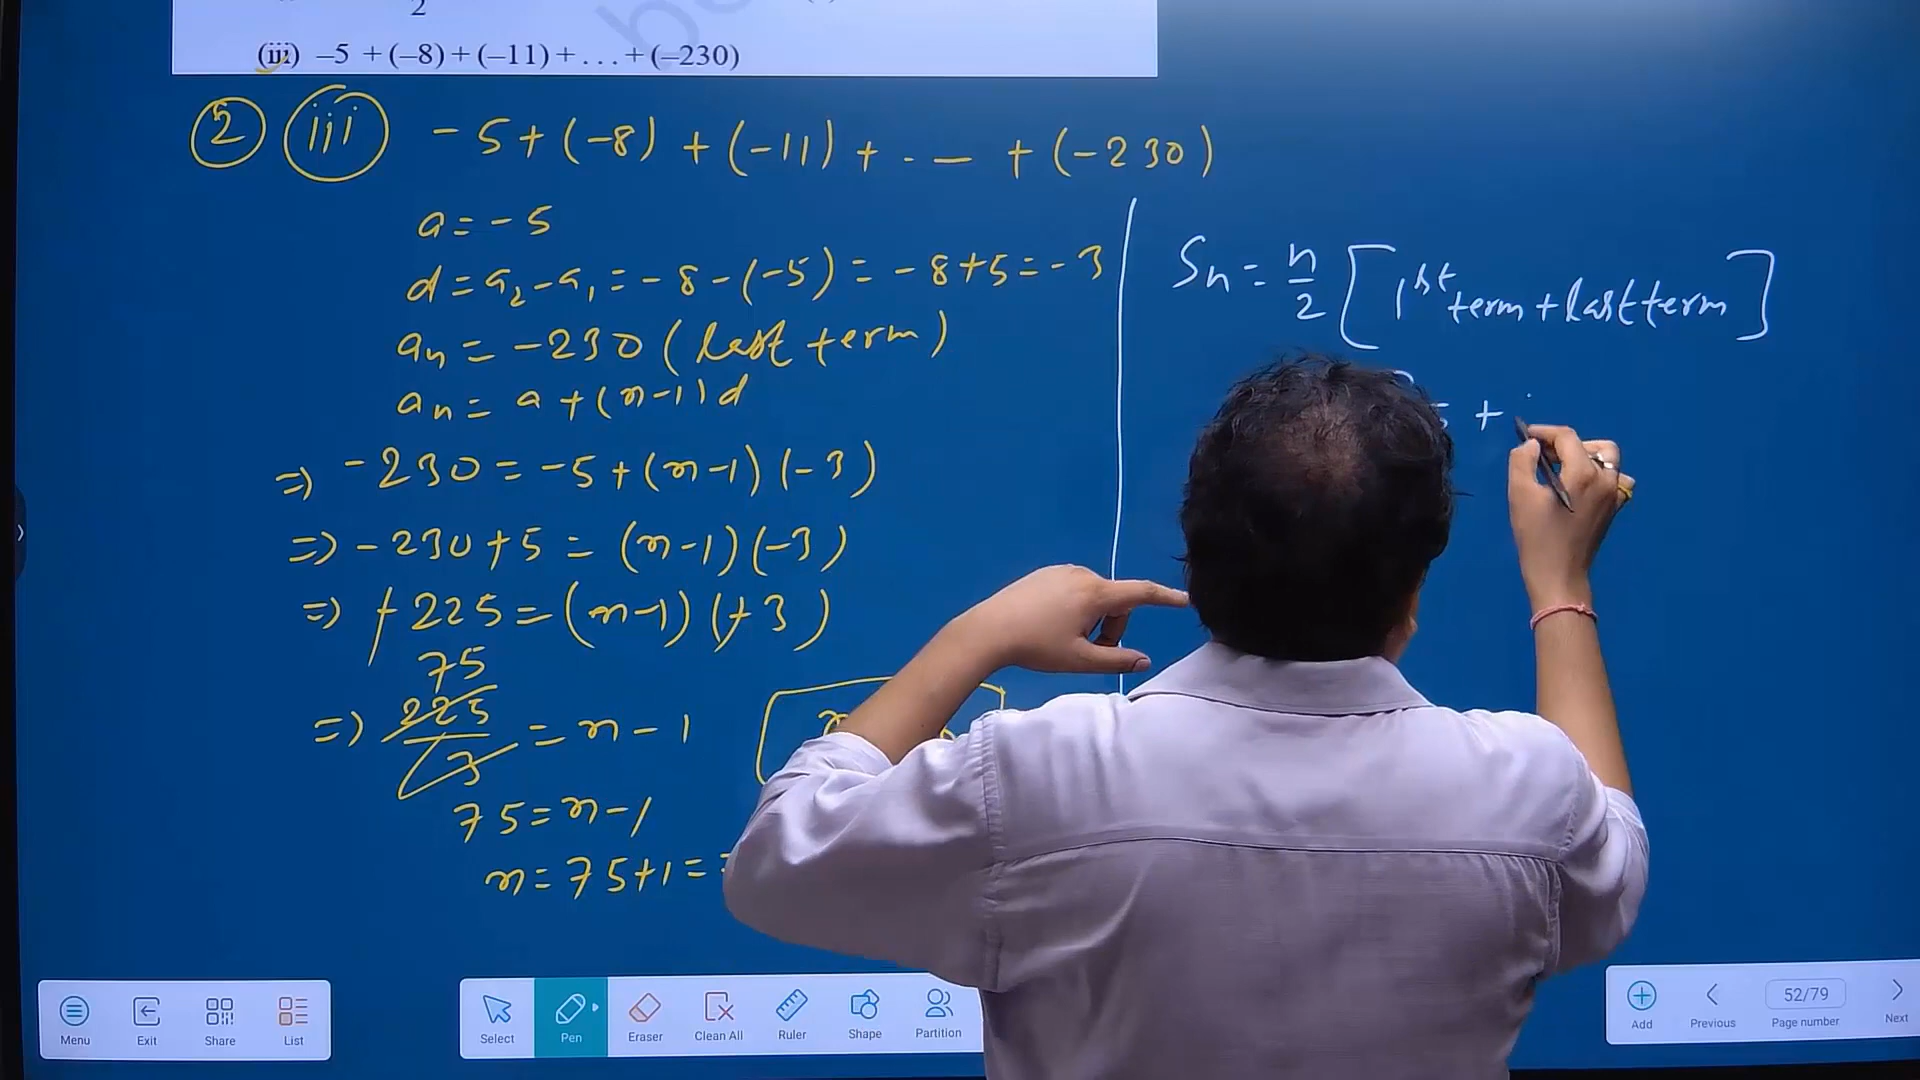 2
(iii) –5 + (–8) + (–11) + . . . + (–230)
2 iii - 5 + (-8) + (-11) + . - — + (-230)
a = - 5
d = a₂ - a₁ = - 8 - (-5) = - 8 + 5 = - 3
aₙ = - 230 (last term)
aₙ = a + (n-1) d
⇒ - 230 = - 5 + (n-1) (-3)
⇒ - 230 + 5 = (n-1) (-3)
⇒ - 225 = (n-1) (-3)
75
⇒ 225/3 = n - 1
75 = n - 1
n = 75 + 1 =
Sₙ = n/2 [1st term + last term]
+
Menu Exit Share List
Select Pen Eraser Clean All Ruler Shape Partition
Add Previous 52/79 Page number Next